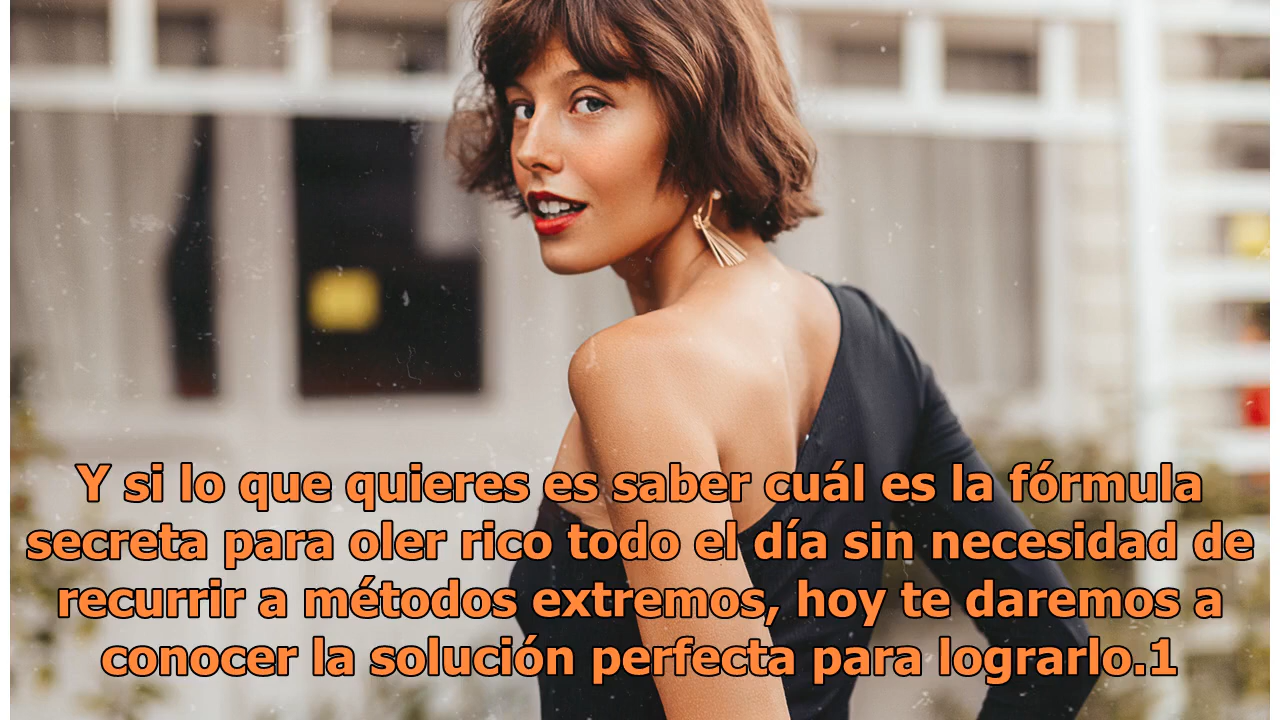 Y si lo que quieres es saber cuál es la fórmula
secreta para oler rico todo el día sin necesidad de
recurrir a métodos extremos, hoy te daremos a
conocer la solución perfecta para lograrlo.1